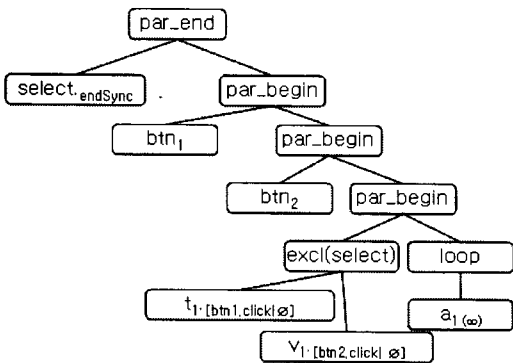 par_end
select.endSync
par_begin
btn1
par_begin
btn2
par_begin
excl(select)
loop
t1.[btn1,click|∅]
a1(∞)
v1.[btn2,click|∅]